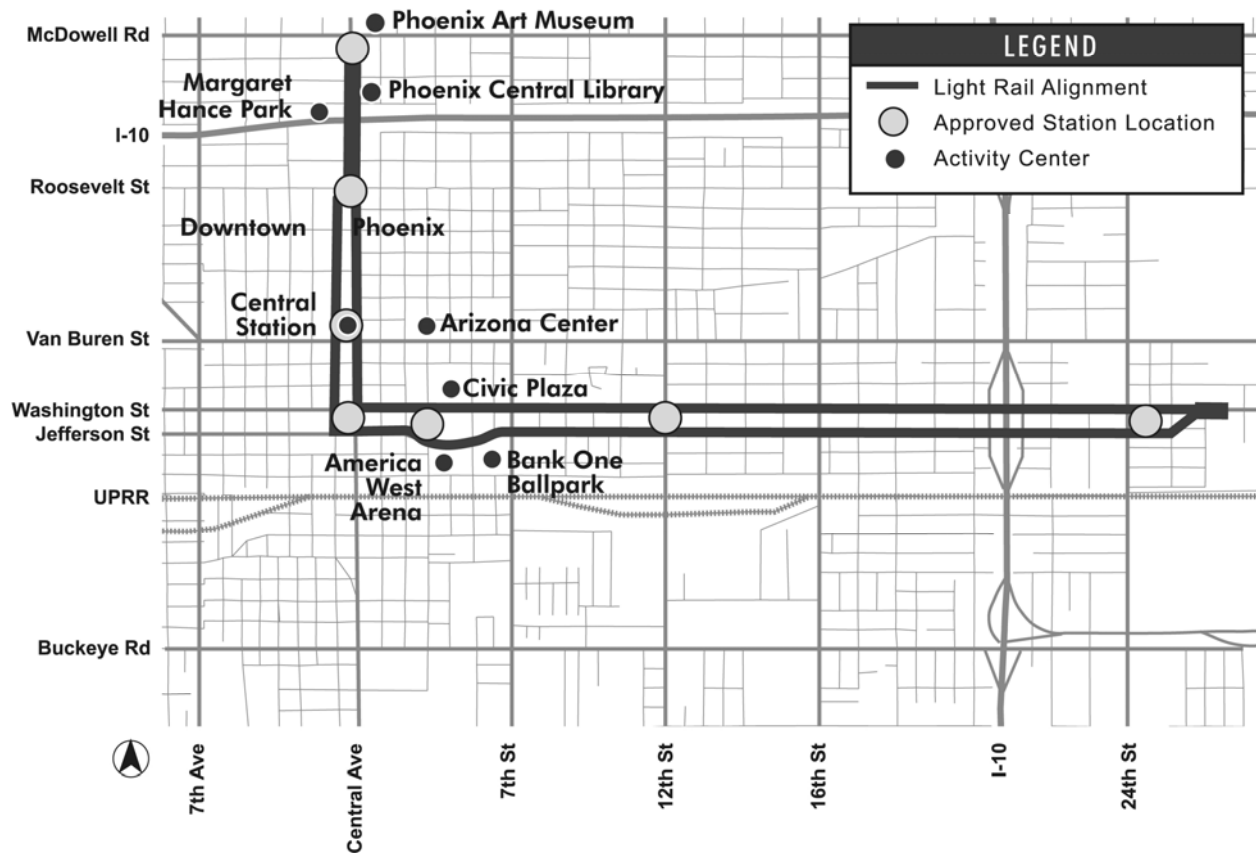 Phoenix Art Museum
McDowell Rd
LEGEND
Light Rail Alignment
Approved Station Location
Activity Center
Margaret
Hance Park
Phoenix Central Library
I-10
Roosevelt St
Downtown Phoenix
Central
Station
Arizona Center
Van Buren St
Civic Plaza
Washington St
Jefferson St
America
West
Arena
Bank One
Ballpark
UPRR
Buckeye Rd
7th Ave
Central Ave
7th St
12th St
16th St
I-10
24th St